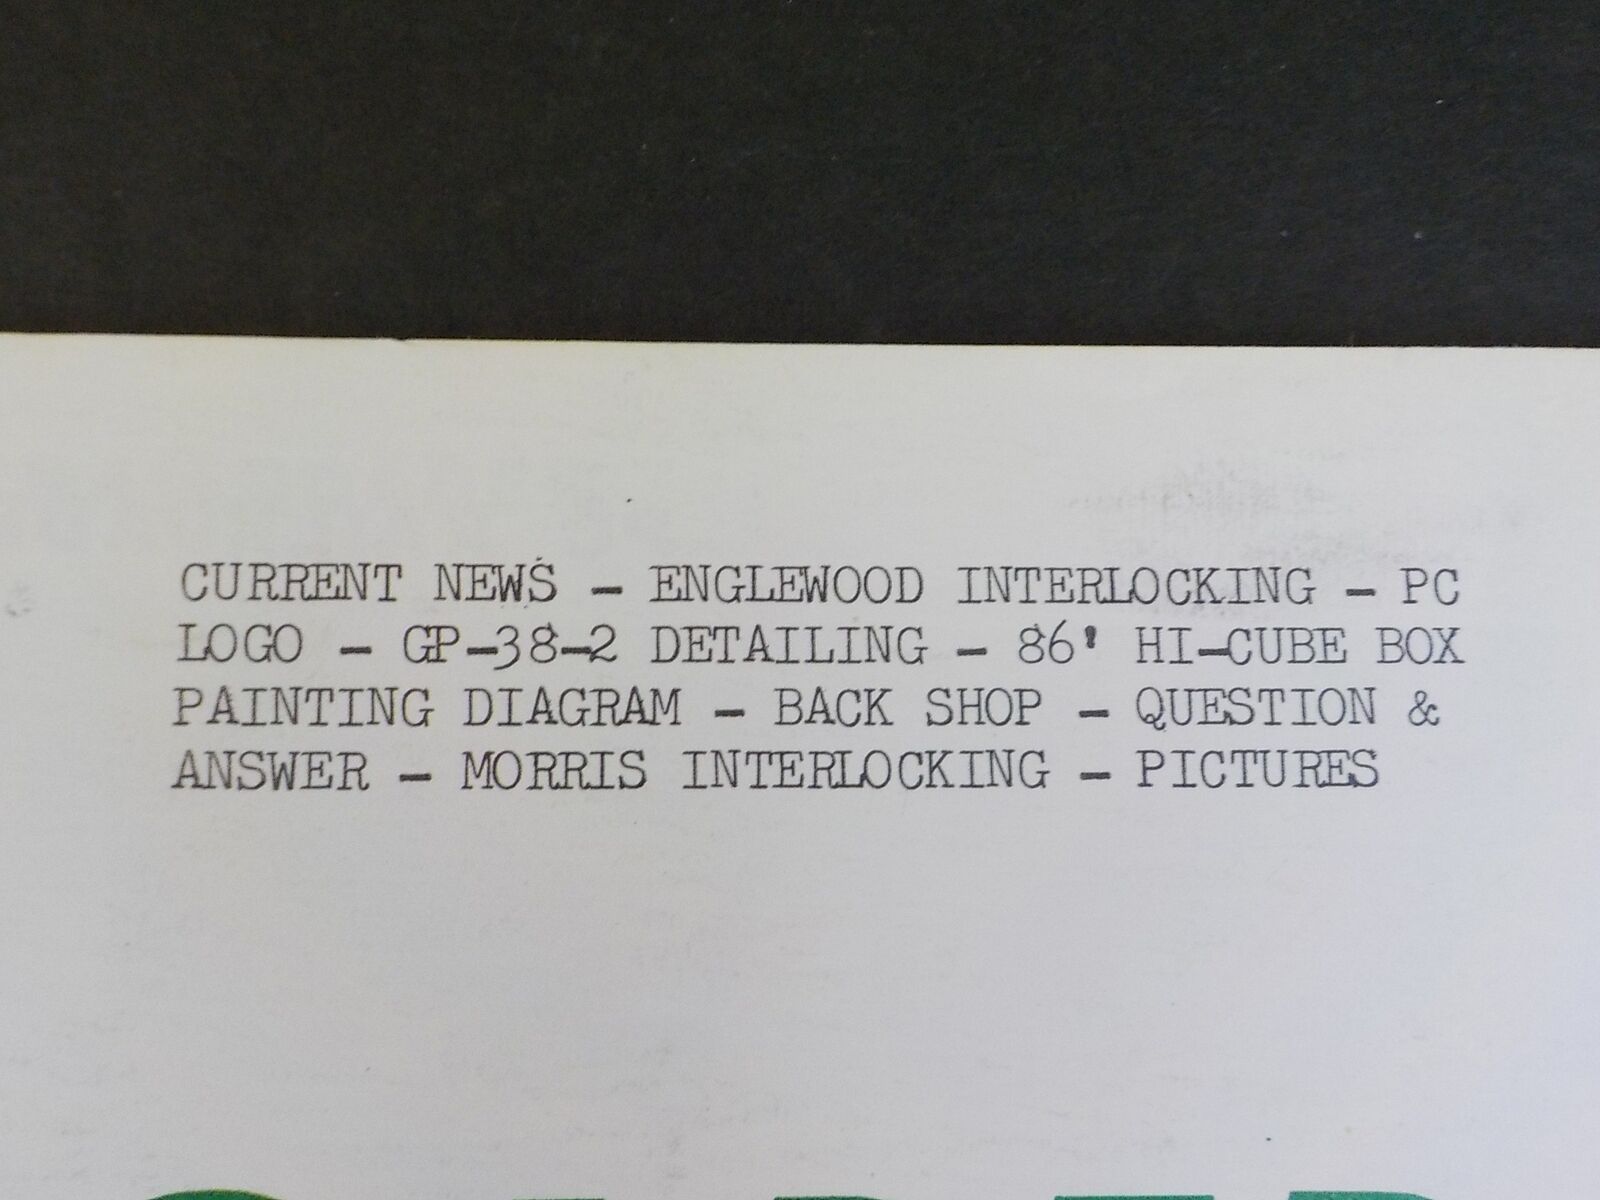 CURRENT NEWS - ENGLEWOOD INTERLOCKING - PC
LOGO - GP-38-2 DETAILING - 86' HI-CUBE BOX
PAINTING DIAGRAM - BACK SHOP - QUESTION &
ANSWER - MORRIS INTERLOCKING - PICTURES